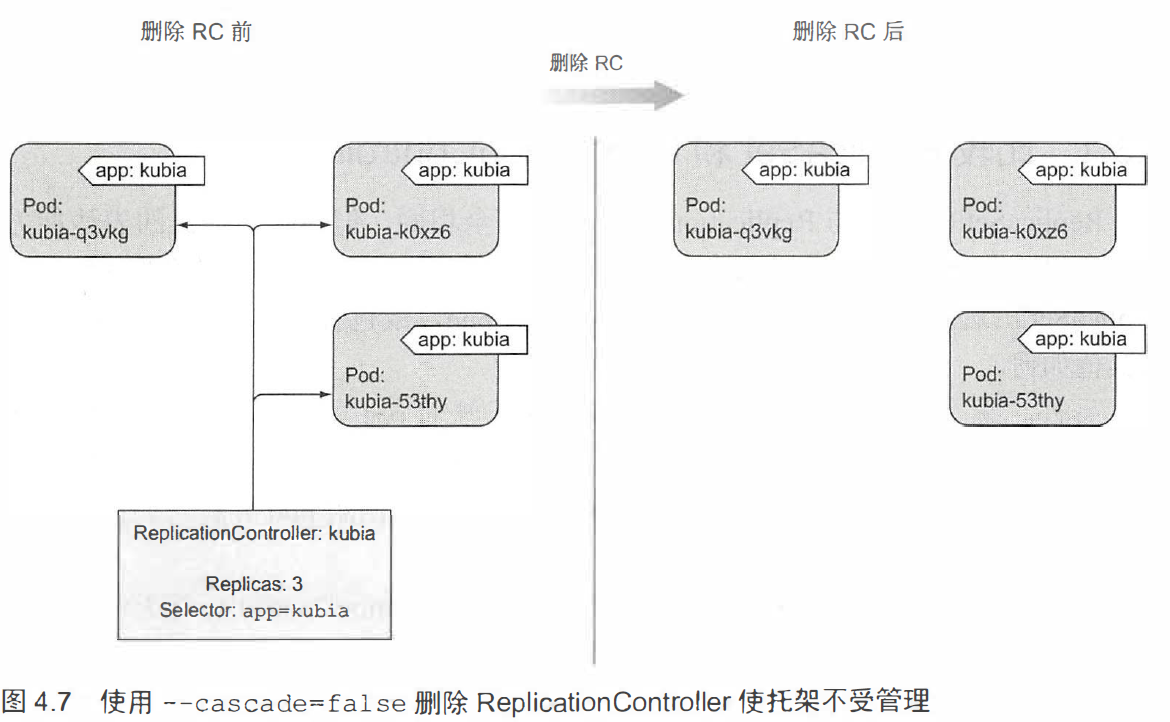 删除 RC 前
删除 RC
删除 RC 后
app: kubia
Pod:
kubia-q3vkg
app: kubia
Pod:
kubia-k0xz6
app: kubia
Pod:
kubia-53thy
ReplicationController: kubia
Replicas: 3
Selector: app=kubia
app: kubia
Pod:
kubia-q3vkg
app: kubia
Pod:
kubia-k0xz6
app: kubia
Pod:
kubia-53thy
图 4.7 使用 --cascade=false 删除 ReplicationController 使托架不受管理